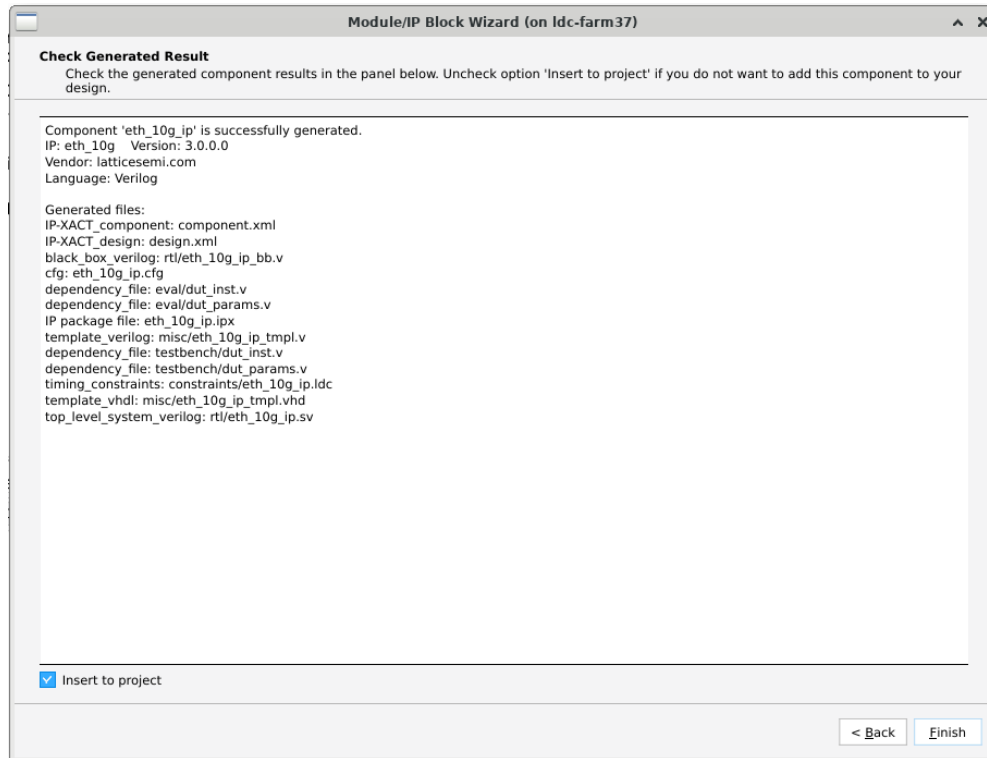 Module/IP Block Wizard (on ldc-farm37)
Check Generated Result
Check the generated component results in the panel below. Uncheck option 'Insert to project' if you do not want to add this component to your
design.
Component 'eth_10g_ip' is successfully generated.
IP: eth_10g    Version: 3.0.0.0
Vendor: latticesemi.com
Language: Verilog
Generated files:
IP-XACT_component: component.xml
IP-XACT_design: design.xml
black_box_verilog: rtl/eth_10g_ip_bb.v
cfg: eth_10g_ip.cfg
dependency_file: eval/dut_inst.v
dependency_file: eval/dut_params.v
IP package file: eth_10g_ip.ipx
template_verilog: misc/eth_10g_ip_tmpl.v
dependency_file: testbench/dut_inst.v
dependency_file: testbench/dut_params.v
timing_constraints: constraints/eth_10g_ip.ldc
template_vhdl: misc/eth_10g_ip_tmpl.vhd
top_level_system_verilog: rtl/eth_10g_ip.sv
Insert to project
< Back
Finish